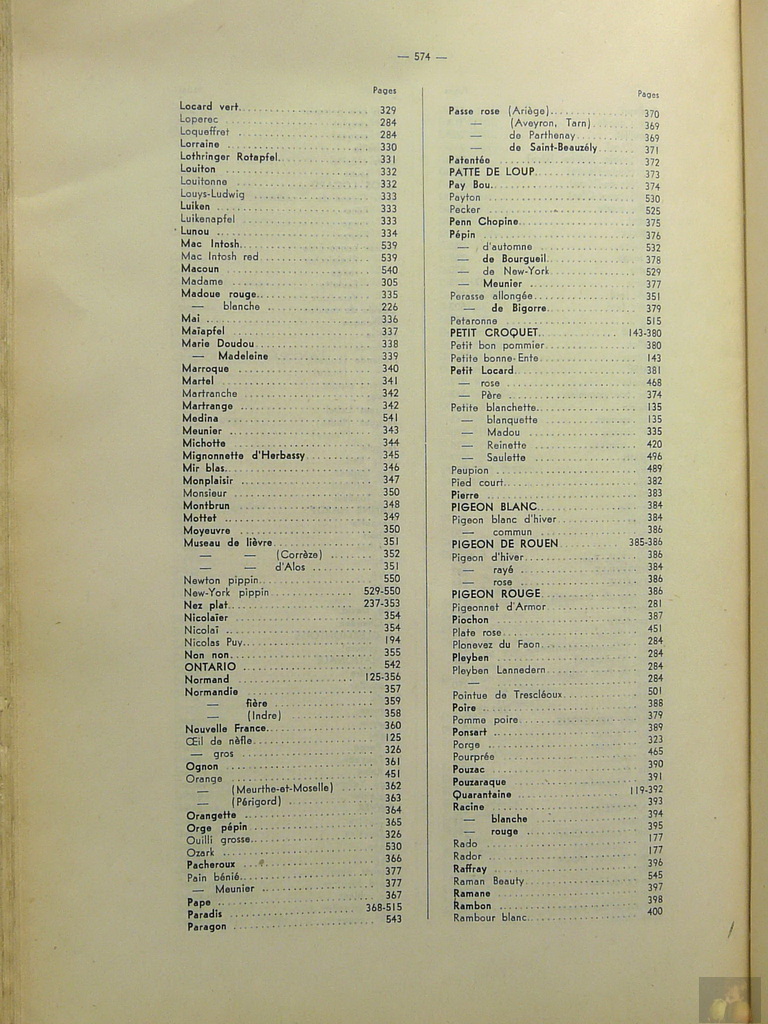 — 574 —
Pages
Locard vert 329
Loperec 284
Loqueffret 284
Lorraine 330
Lothringer Rotapfel 331
Louiton 332
Louitonne 332
Louys-Ludwig 333
Luiken 333
Luikenapfel 333
Lunou 334
Mac Intosh 539
Mac Intosh red 539
Macoun 540
Madame 305
Madoue rouge 335
— blanche 226
Mai 336
Maïapfel 337
Marie Doudou 338
— Madeleine 339
Marroque 340
Martel 341
Martranche 342
Martrange 342
Medina 541
Meunier 343
Michotte 344
Mignonnette d'Herbassy 345
Mir blas 346
Monplaisir 347
Monsieur 350
Montbrun 348
Mottet 349
Moyeuvre 350
Museau de lièvre 351
— — (Corrèze) 352
— — d'Alos 351
Newton pippin 550
New-York pippin 529-550
Nez plat 237-353
Nicolaïer 354
Nicolaï 354
Nicolas Puy 194
Non non 355
ONTARIO 542
Normand 125-356
Normandie 357
— fière 359
— (Indre) 358
Nouvelle France 360
Œil de nèfle 125
— gros 326
Ognon 361
Orange 451
— (Meurthe-et-Moselle) 362
— (Périgord) 363
Orangette 364
Orge pépin 365
Ouilli grosse 326
Ozark 530
Pacheroux 366
Pain bénié 377
— Meunier 377
Pape 367
Paradis 368-515
Paragon 543
Pages
Passe rose (Ariège) 370
— (Aveyron, Tarn) 369
— de Parthenay 369
— de Saint-Beauzély 371
Patentée 372
PATTE DE LOUP 373
Pay Bou 374
Payton 530
Pecker 525
Penn Chopine 375
Pépin 376
— d'automne 532
— de Bourgueil 378
— de New-York 529
— Meunier 377
Perasse allongée 351
— de Bigorre 379
Petaronne 515
PETIT CROQUET 143-380
Petit bon pommier 380
Petite bonne-Ente 143
Petit Locard 381
— rose 468
— Père 374
Petite blanchette 135
— blanquette 135
— Madou 335
— Reinette 420
— Saulette 496
Peupion 489
Pied court 382
Pierre 383
PIGEON BLANC 384
Pigeon blanc d'hiver 384
— commun 386
PIGEON DE ROUEN 385-386
Pigeon d'hiver 386
— rayé 384
— rose 386
PIGEON ROUGE 386
Pigeonnet d'Armor 281
Piochon 387
Plate rose 451
Plonevez du Faon 284
Pleyben 284
Pleyben Lannedern 284
— 284
Pointue de Trescléoux 501
Poire 388
Pomme poire 379
Ponsart 389
Porge 323
Pourprée 465
Pouzac 390
Pouzaraque 391
Quarantaine 119-392
Racine 393
— blanche 394
— rouge 395
Rado 177
Rador 177
Raffray 396
Raman Beauty 545
Ramane 397
Rambon 398
Rambour blanc 400